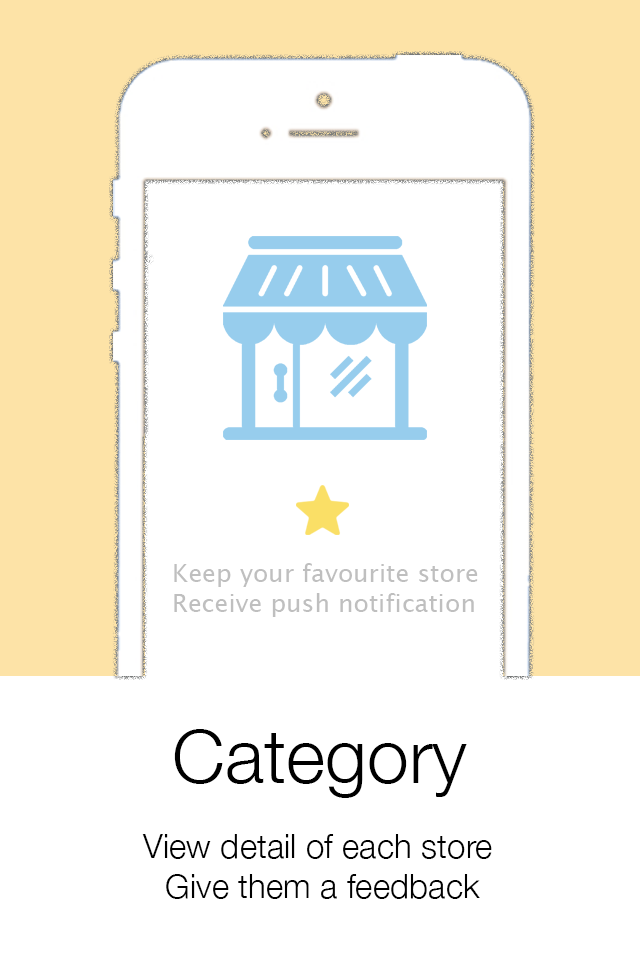 Keep your favourite store
Receive push notification
Category
View detail of each store
Give them a feedback